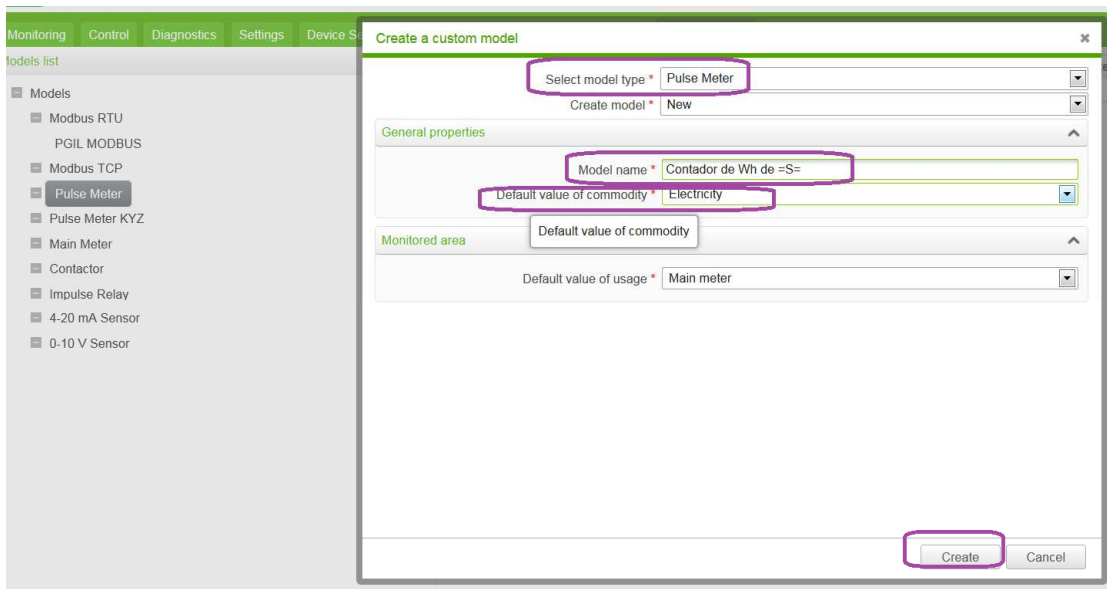 Monitoring Control Diagnostics Settings Device Se
Models list
Models
Modbus RTU
PGIL MODBUS
Modbus TCP
Pulse Meter
Pulse Meter KYZ
Main Meter
Contactor
Impulse Relay
4-20 mA Sensor
0-10 V Sensor
Create a custom model
Select model type * Pulse Meter
Create model * New
General properties
Model name * Contador de Wh de =S=
Default value of commodity * Electricity
Default value of commodity
Monitored area
Default value of usage * Main meter
Create Cancel